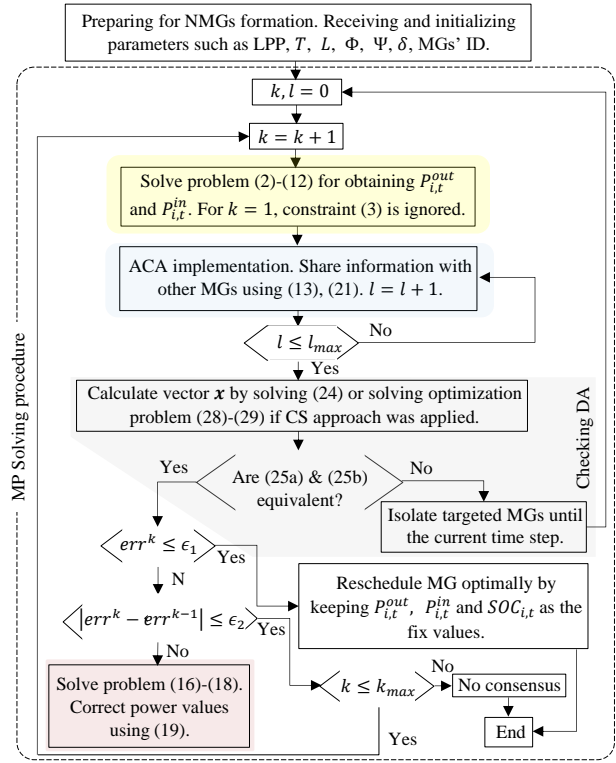 Preparing for NMGs formation. Receiving and initializing
parameters such as LPP, T, L, Φ, Ψ, δ, MGs' ID.
k, l = 0
k = k + 1
Solve problem (2)-(12) for obtaining P_{i,t}^{out}
and P_{i,t}^{in}. For k = 1, constraint (3) is ignored.
ACA implementation. Share information with
other MGs using (13), (21). l = l + 1.
No
l ≤ l_{max}
Yes
Calculate vector x by solving (24) or solving optimization
problem (28)-(29) if CS approach was applied.
Checking DA
Yes
Are (25a) & (25b)
equivalent?
No
Isolate targeted MGs until
the current time step.
err^k ≤ ϵ_1
Yes
N
Reschedule MG optimally by
keeping P_{i,t}^{out}, P_{i,t}^{in} and SOC_{i,t} as the
fix values.
|err^k − err^{k−1}| ≤ ϵ_2
Yes
No
Solve problem (16)-(18).
Correct power values
using (19).
k ≤ k_{max}
No
No consensus
Yes
End
MP Solving procedure